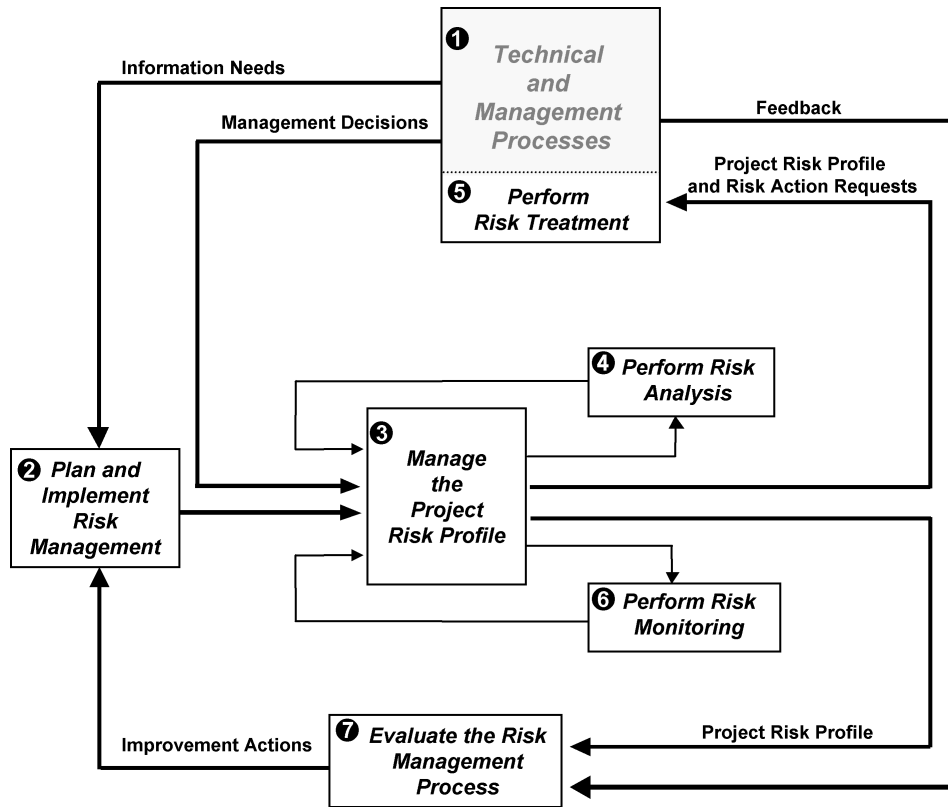 ❶ Technical
and
Management
Processes
Information Needs
Management Decisions
Feedback
Project Risk Profile
and Risk Action Requests
❺ Perform
Risk Treatment
❹ Perform Risk
Analysis
❸
Manage
the
Project
Risk Profile
❷ Plan and
Implement
Risk
Management
❻ Perform Risk
Monitoring
Improvement Actions
❼ Evaluate the Risk
Management
Process
Project Risk Profile